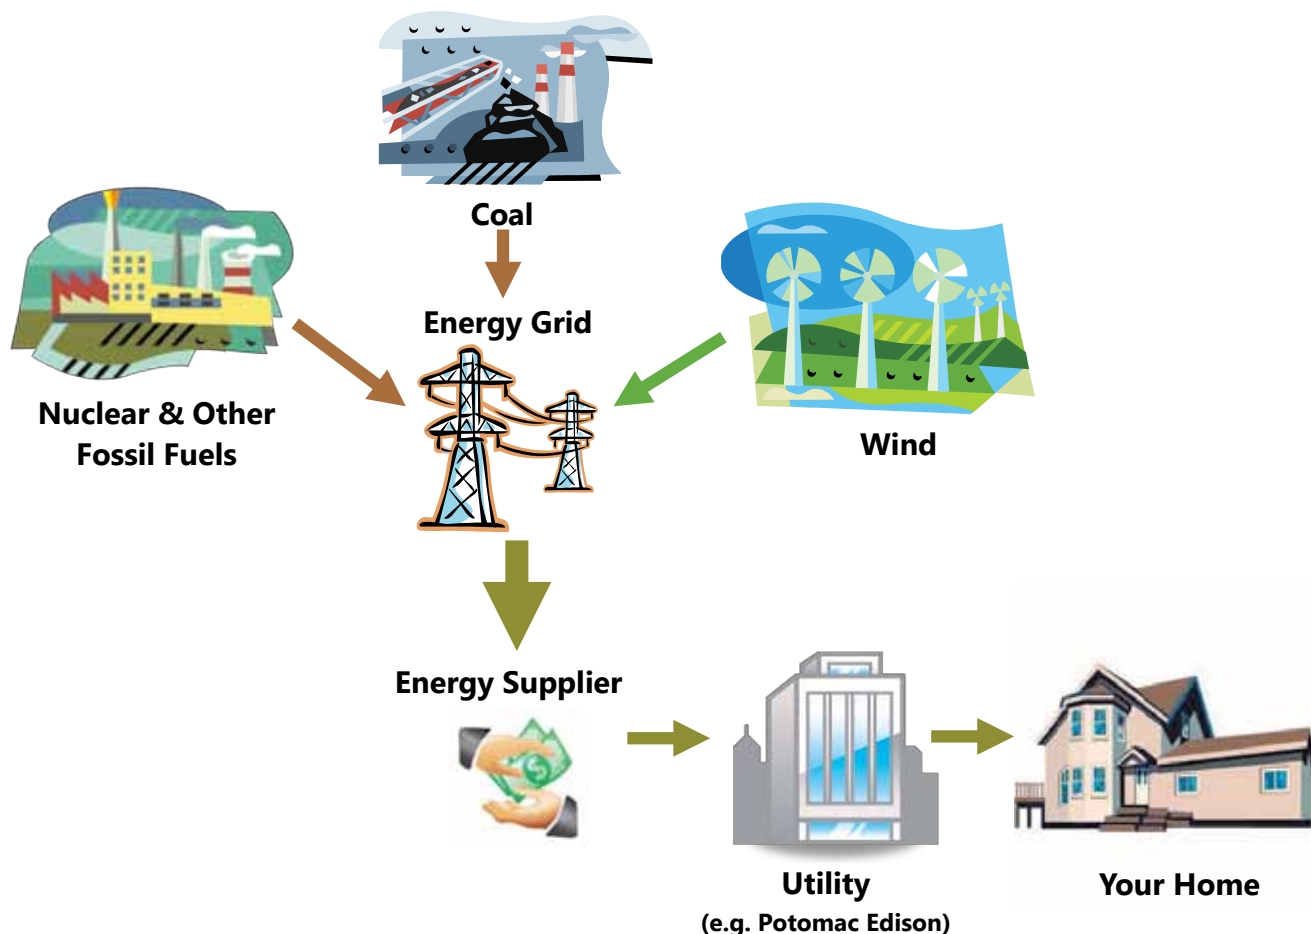 Coal
Energy Grid
Nuclear & Other
Fossil Fuels
Wind
Energy Supplier
$
Utility
(e.g. Potomac Edison)
Your Home